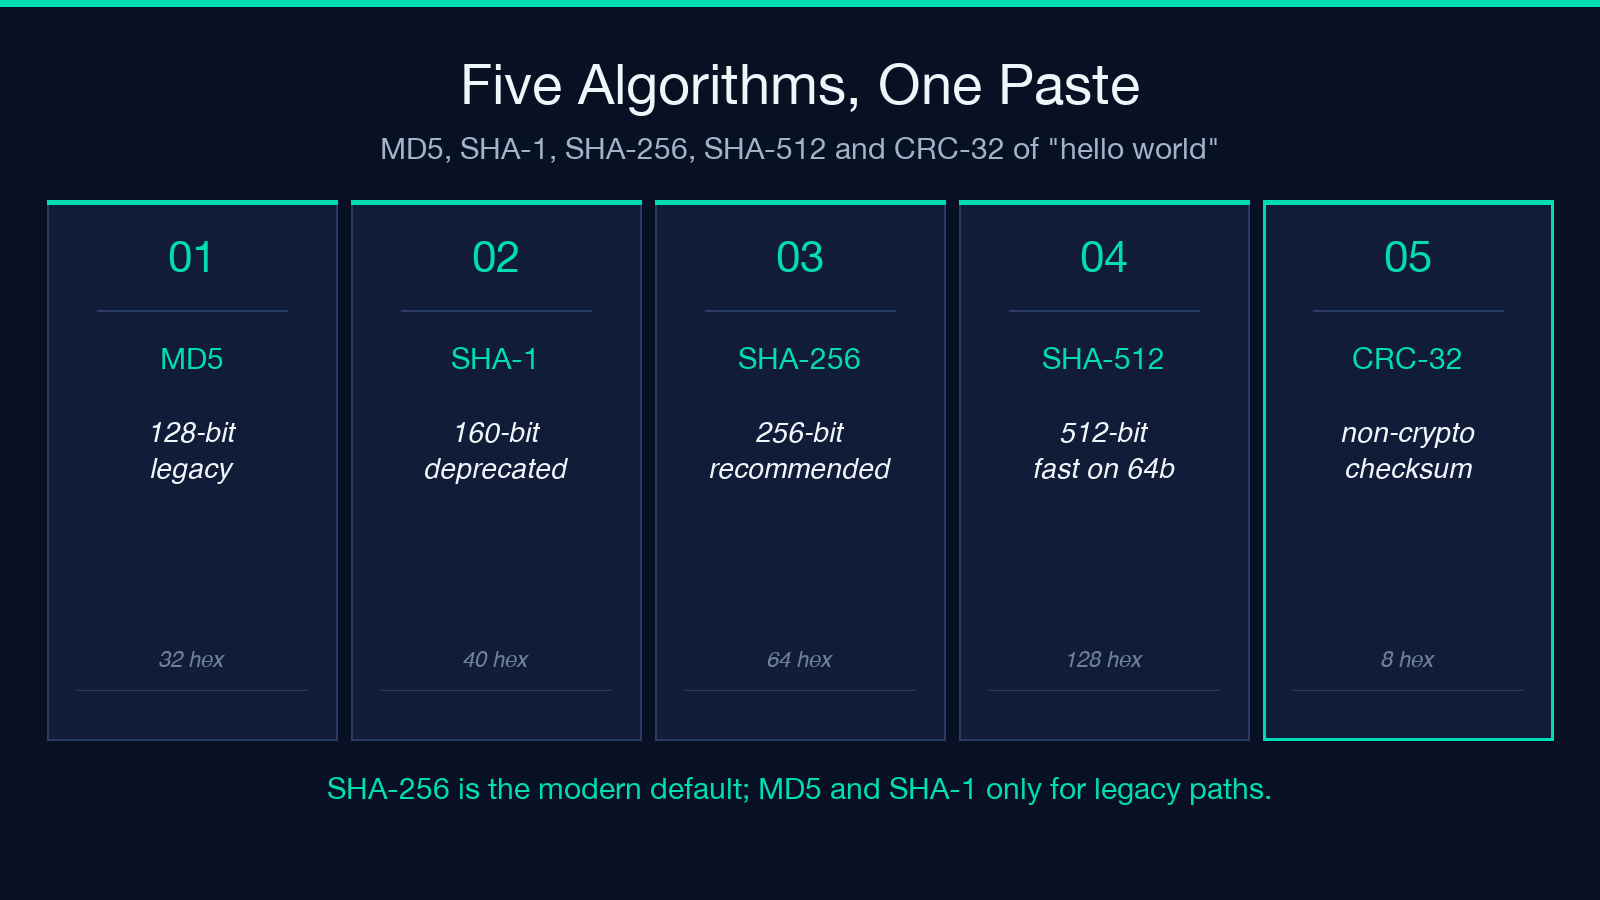 Five Algorithms, One Paste
MD5, SHA-1, SHA-256, SHA-512 and CRC-32 of "hello world"
01
MD5
128-bit
legacy
32 hex
02
SHA-1
160-bit
deprecated
40 hex
03
SHA-256
256-bit
recommended
64 hex
04
SHA-512
512-bit
fast on 64b
128 hex
05
CRC-32
non-crypto
checksum
8 hex
SHA-256 is the modern default; MD5 and SHA-1 only for legacy paths.